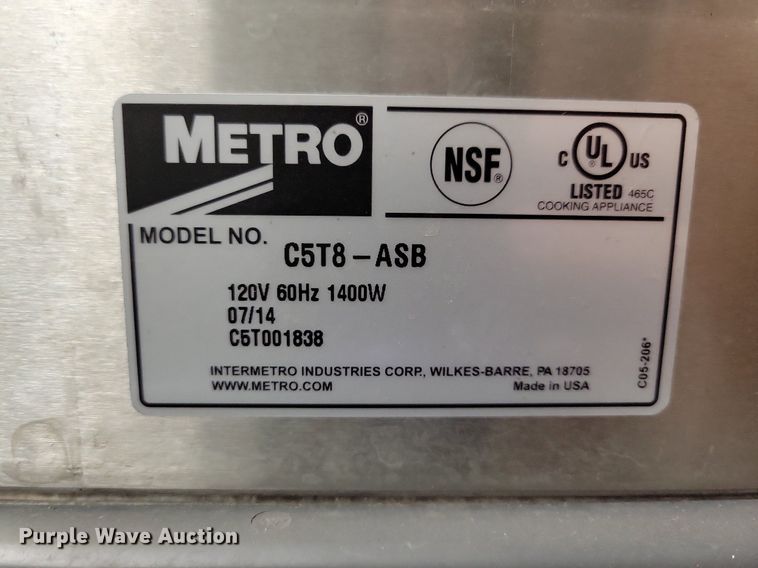 METRO®
NSF®
C UL® US
LISTED 465C
COOKING APPLIANCE
MODEL NO. C5T8-ASB
120V 60Hz 1400W
07/14
C5T001838
INTERMETRO INDUSTRIES CORP., WILKES-BARRE, PA 18705
WWW.METRO.COM Made in USA
C05-206*
Purple Wave Auction